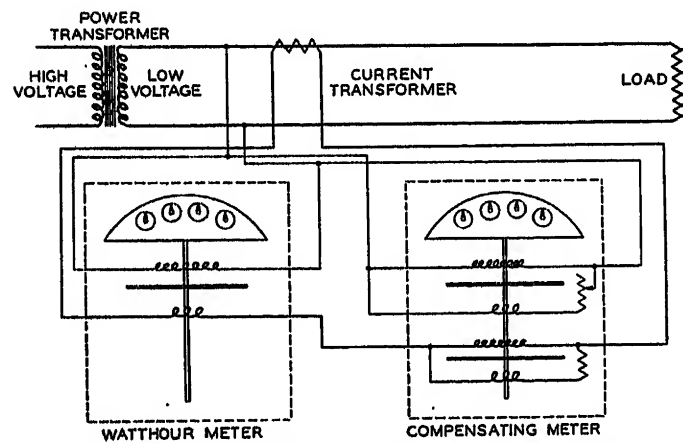 POWER
TRANSFORMER
HIGH
VOLTAGE
LOW
VOLTAGE
CURRENT
TRANSFORMER
LOAD
WATTHOUR METER
COMPENSATING METER